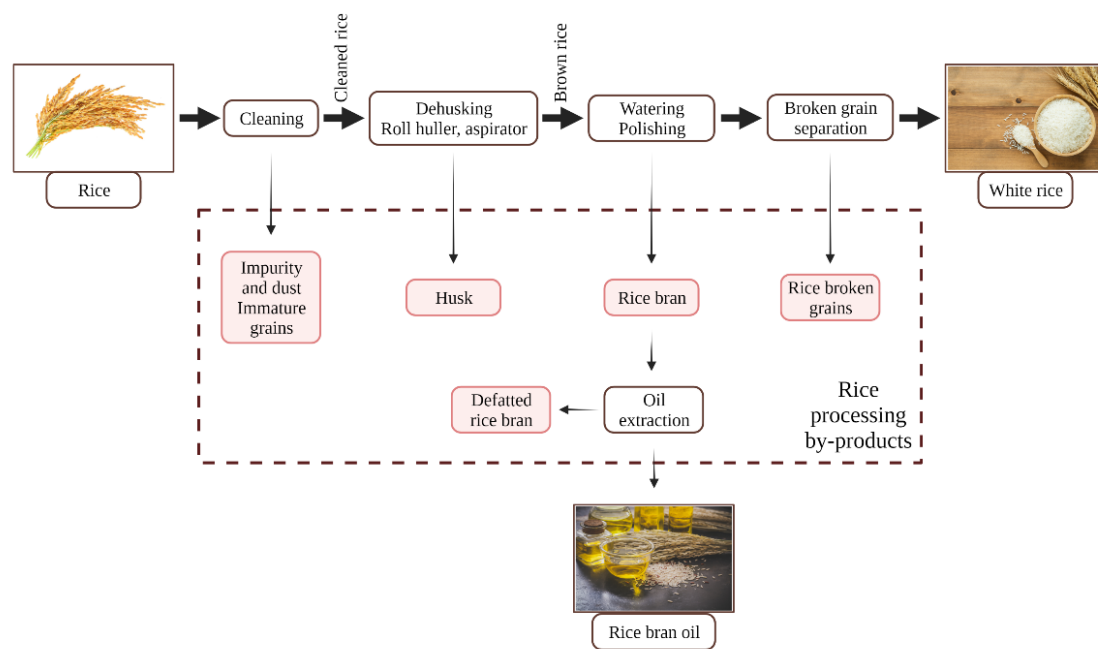 Cleaned rice
Brown rice
Rice
Cleaning
Dehusking
Roll huller, aspirator
Watering
Polishing
Broken grain
separation
White rice
Impurity
and dust
Immature
grains
Husk
Rice bran
Rice broken
grains
Defatted
rice bran
Oil
extraction
Rice
processing
by-products
Rice bran oil